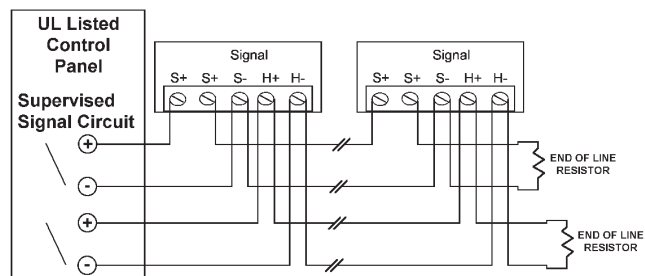 UL Listed
Control
Panel
Supervised
Signal Circuit
+
-
+
-
Signal
S+ S+ S- H+ H-
Signal
S+ S+ S- H+ H-
END OF LINE
RESISTOR
END OF LINE
RESISTOR